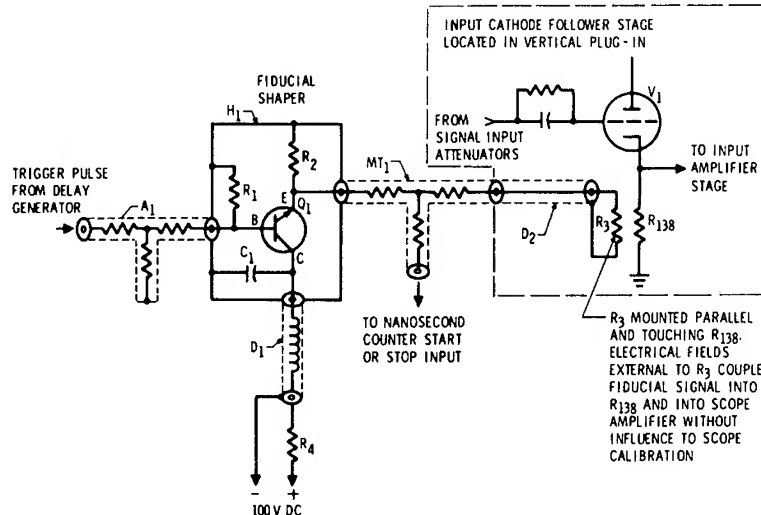 INPUT CATHODE FOLLOWER STAGE
LOCATED IN VERTICAL PLUG-IN
V1
FROM
SIGNAL INPUT
ATTENUATORS
TO INPUT
AMPLIFIER
STAGE
FIDUCIAL
SHAPER
H1
R2
MT1
TRIGGER PULSE
FROM DELAY
GENERATOR
A1
R1
E
Q1
B
C1
C
D2
R3
R138
D1
TO NANOSECOND
COUNTER START
OR STOP INPUT
R3 MOUNTED PARALLEL
AND TOUCHING R138.
ELECTRICAL FIELDS
EXTERNAL TO R3 COUPLE
FIDUCIAL SIGNAL INTO
R138 AND INTO SCOPE
AMPLIFIER WITHOUT
INFLUENCE TO SCOPE
CALIBRATION
R4
- +
100 V DC